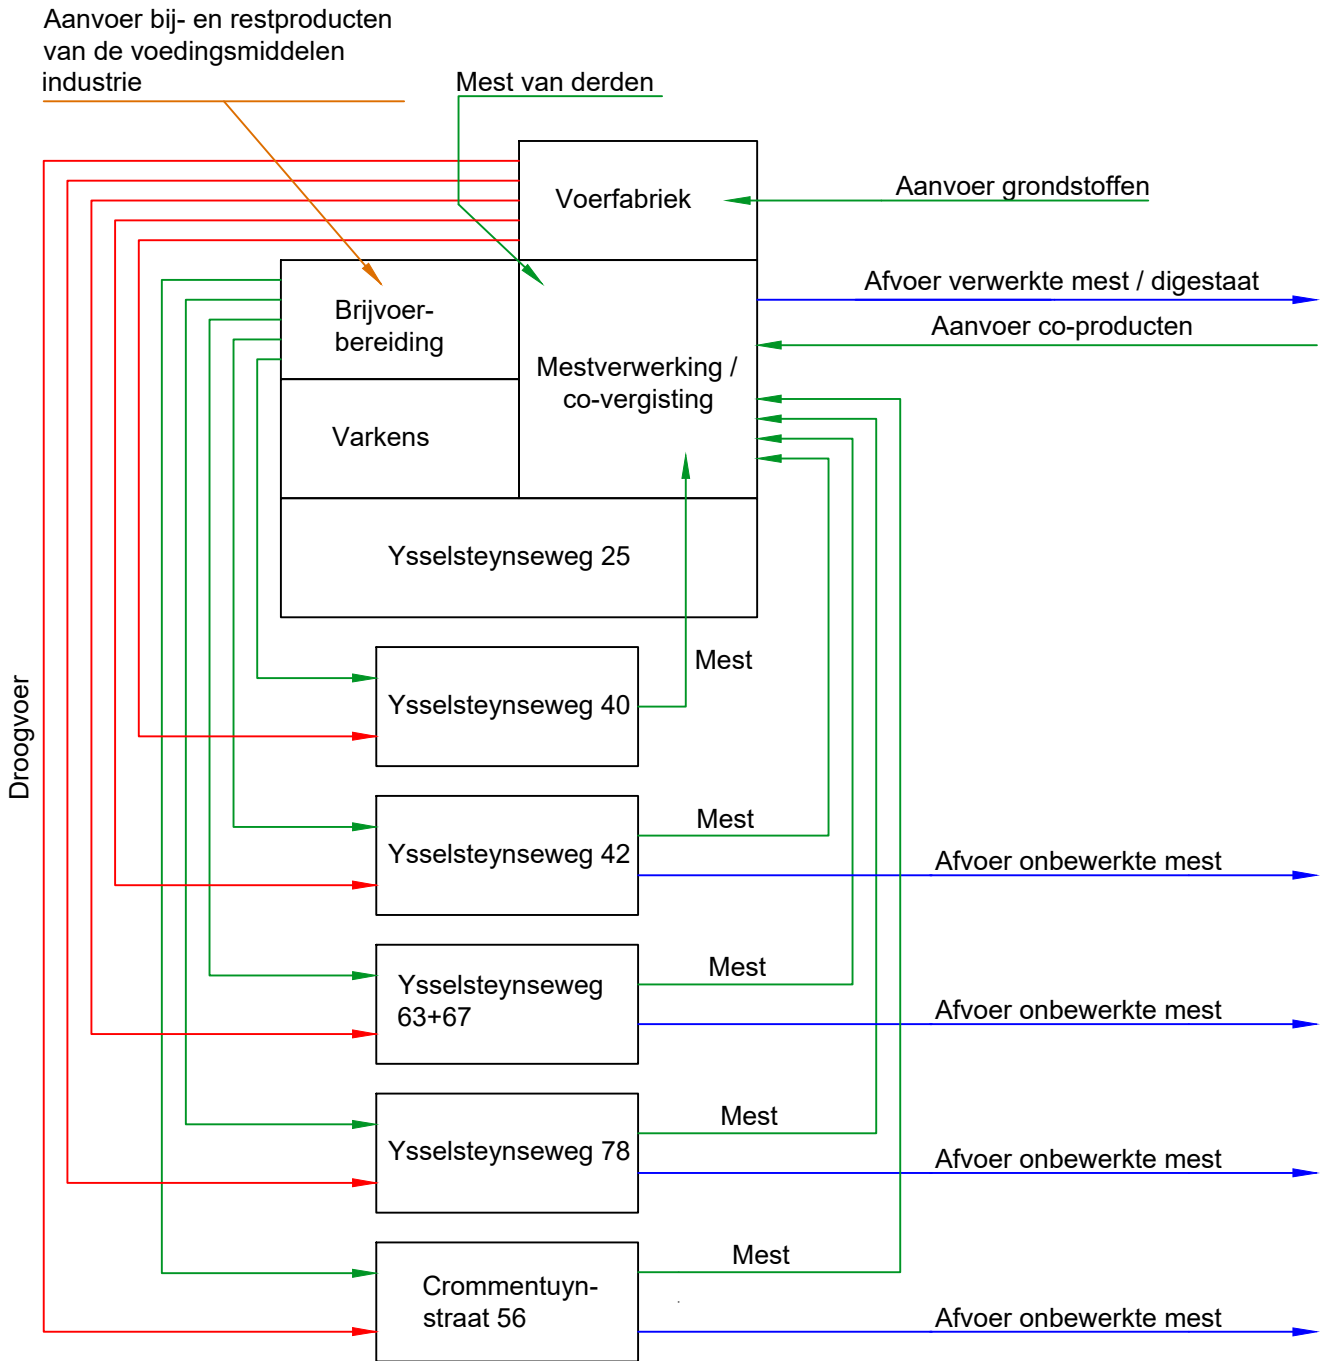 Aanvoer bij- en restproducten
van de voedingsmiddelen
industrie
Mest van derden
Voerfabriek
Aanvoer grondstoffen
Afvoer verwerkte mest / digestaat
Aanvoer co-producten
Brijvoer-
bereiding
Mestverwerking /
co-vergisting
Varkens
Ysselsteynseweg 25
Droogvoer
Mest
Ysselsteynseweg 40
Mest
Ysselsteynseweg 42
Afvoer onbewerkte mest
Mest
Ysselsteynseweg
63+67
Afvoer onbewerkte mest
Mest
Ysselsteynseweg 78
Afvoer onbewerkte mest
Mest
Crommentuyn-
straat 56
Afvoer onbewerkte mest